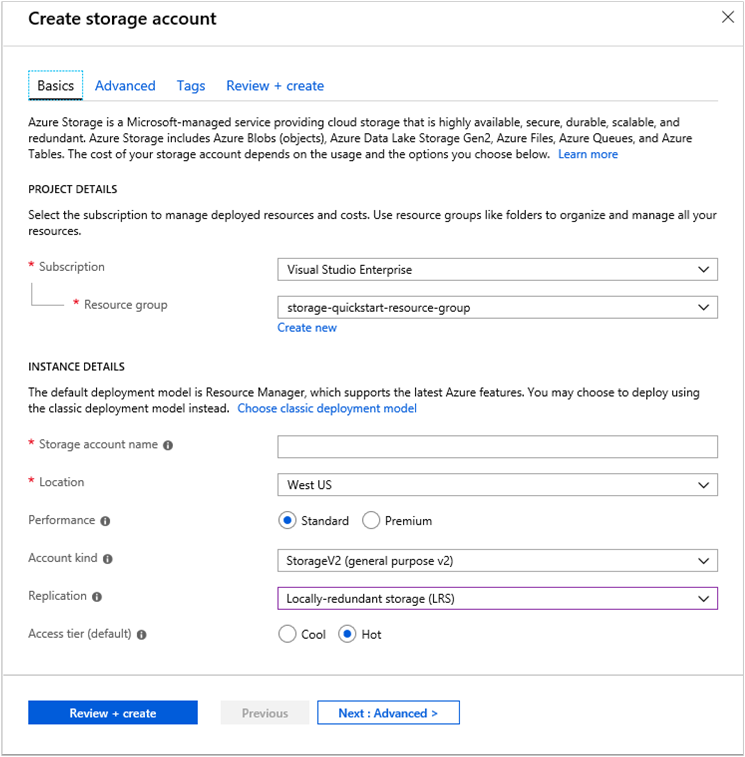 Create storage account
Basics Advanced Tags Review + create
Azure Storage is a Microsoft-managed service providing cloud storage that is highly available, secure, durable, scalable, and
redundant. Azure Storage includes Azure Blobs (objects), Azure Data Lake Storage Gen2, Azure Files, Azure Queues, and Azure
Tables. The cost of your storage account depends on the usage and the options you choose below. Learn more
PROJECT DETAILS
Select the subscription to manage deployed resources and costs. Use resource groups like folders to organize and manage all your
resources.
* Subscription Visual Studio Enterprise
* Resource group storage-quickstart-resource-group
Create new
INSTANCE DETAILS
The default deployment model is Resource Manager, which supports the latest Azure features. You may choose to deploy using
the classic deployment model instead. Choose classic deployment model
* Storage account name
* Location West US
Performance Standard Premium
Account kind StorageV2 (general purpose v2)
Replication Locally-redundant storage (LRS)
Access tier (default) Cool Hot
Review + create Previous Next : Advanced >